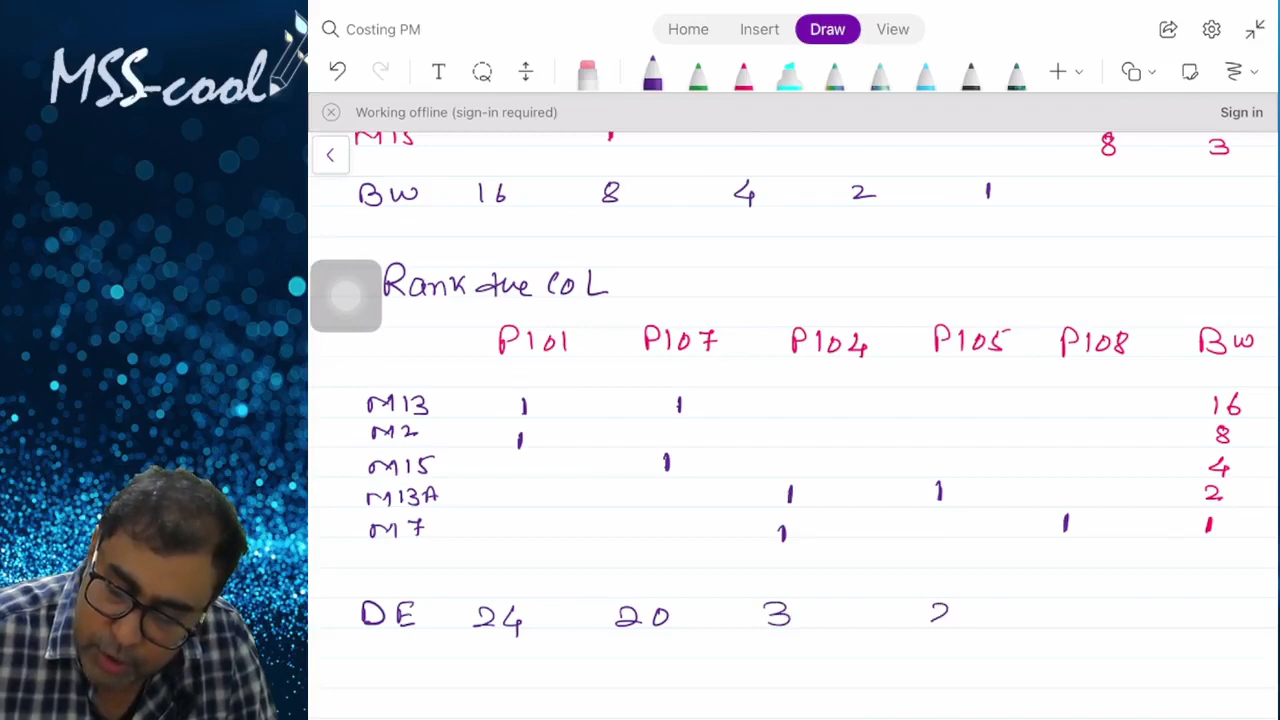 MSS-cool
Costing PM
Home Insert Draw View
Working offline (sign-in required) Sign in
M15 1 8 3
BW 16 8 4 2 1
Rank the CoL
P101 P107 P104 P105 P108 BW
M13 1 1 16
M2 1 8
M15 1 4
M13A 1 1 2
M7 1 1 1
DE 24 20 3 2